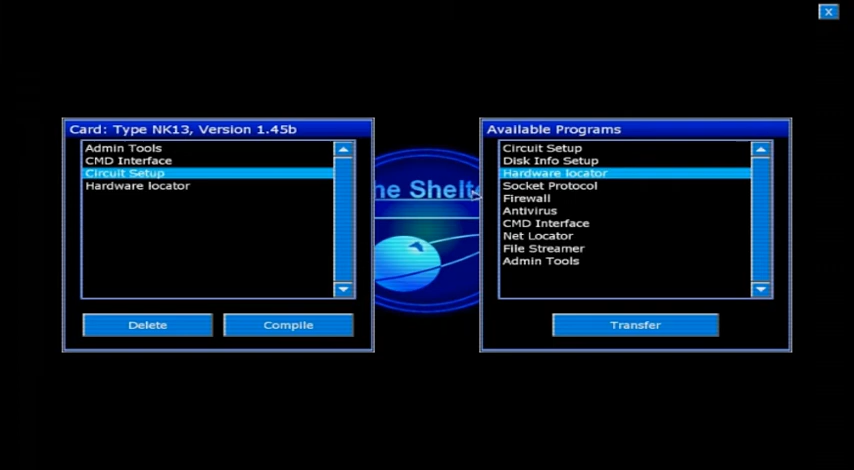 x
Card: Type NK13, Version 1.45b
Admin Tools
CMD Interface
Circuit Setup
Hardware locator
Delete
Compile
he Shelte
Available Programs
Circuit Setup
Disk Info Setup
Hardware locator
Socket Protocol
Firewall
Antivirus
CMD Interface
Net Locator
File Streamer
Admin Tools
Transfer